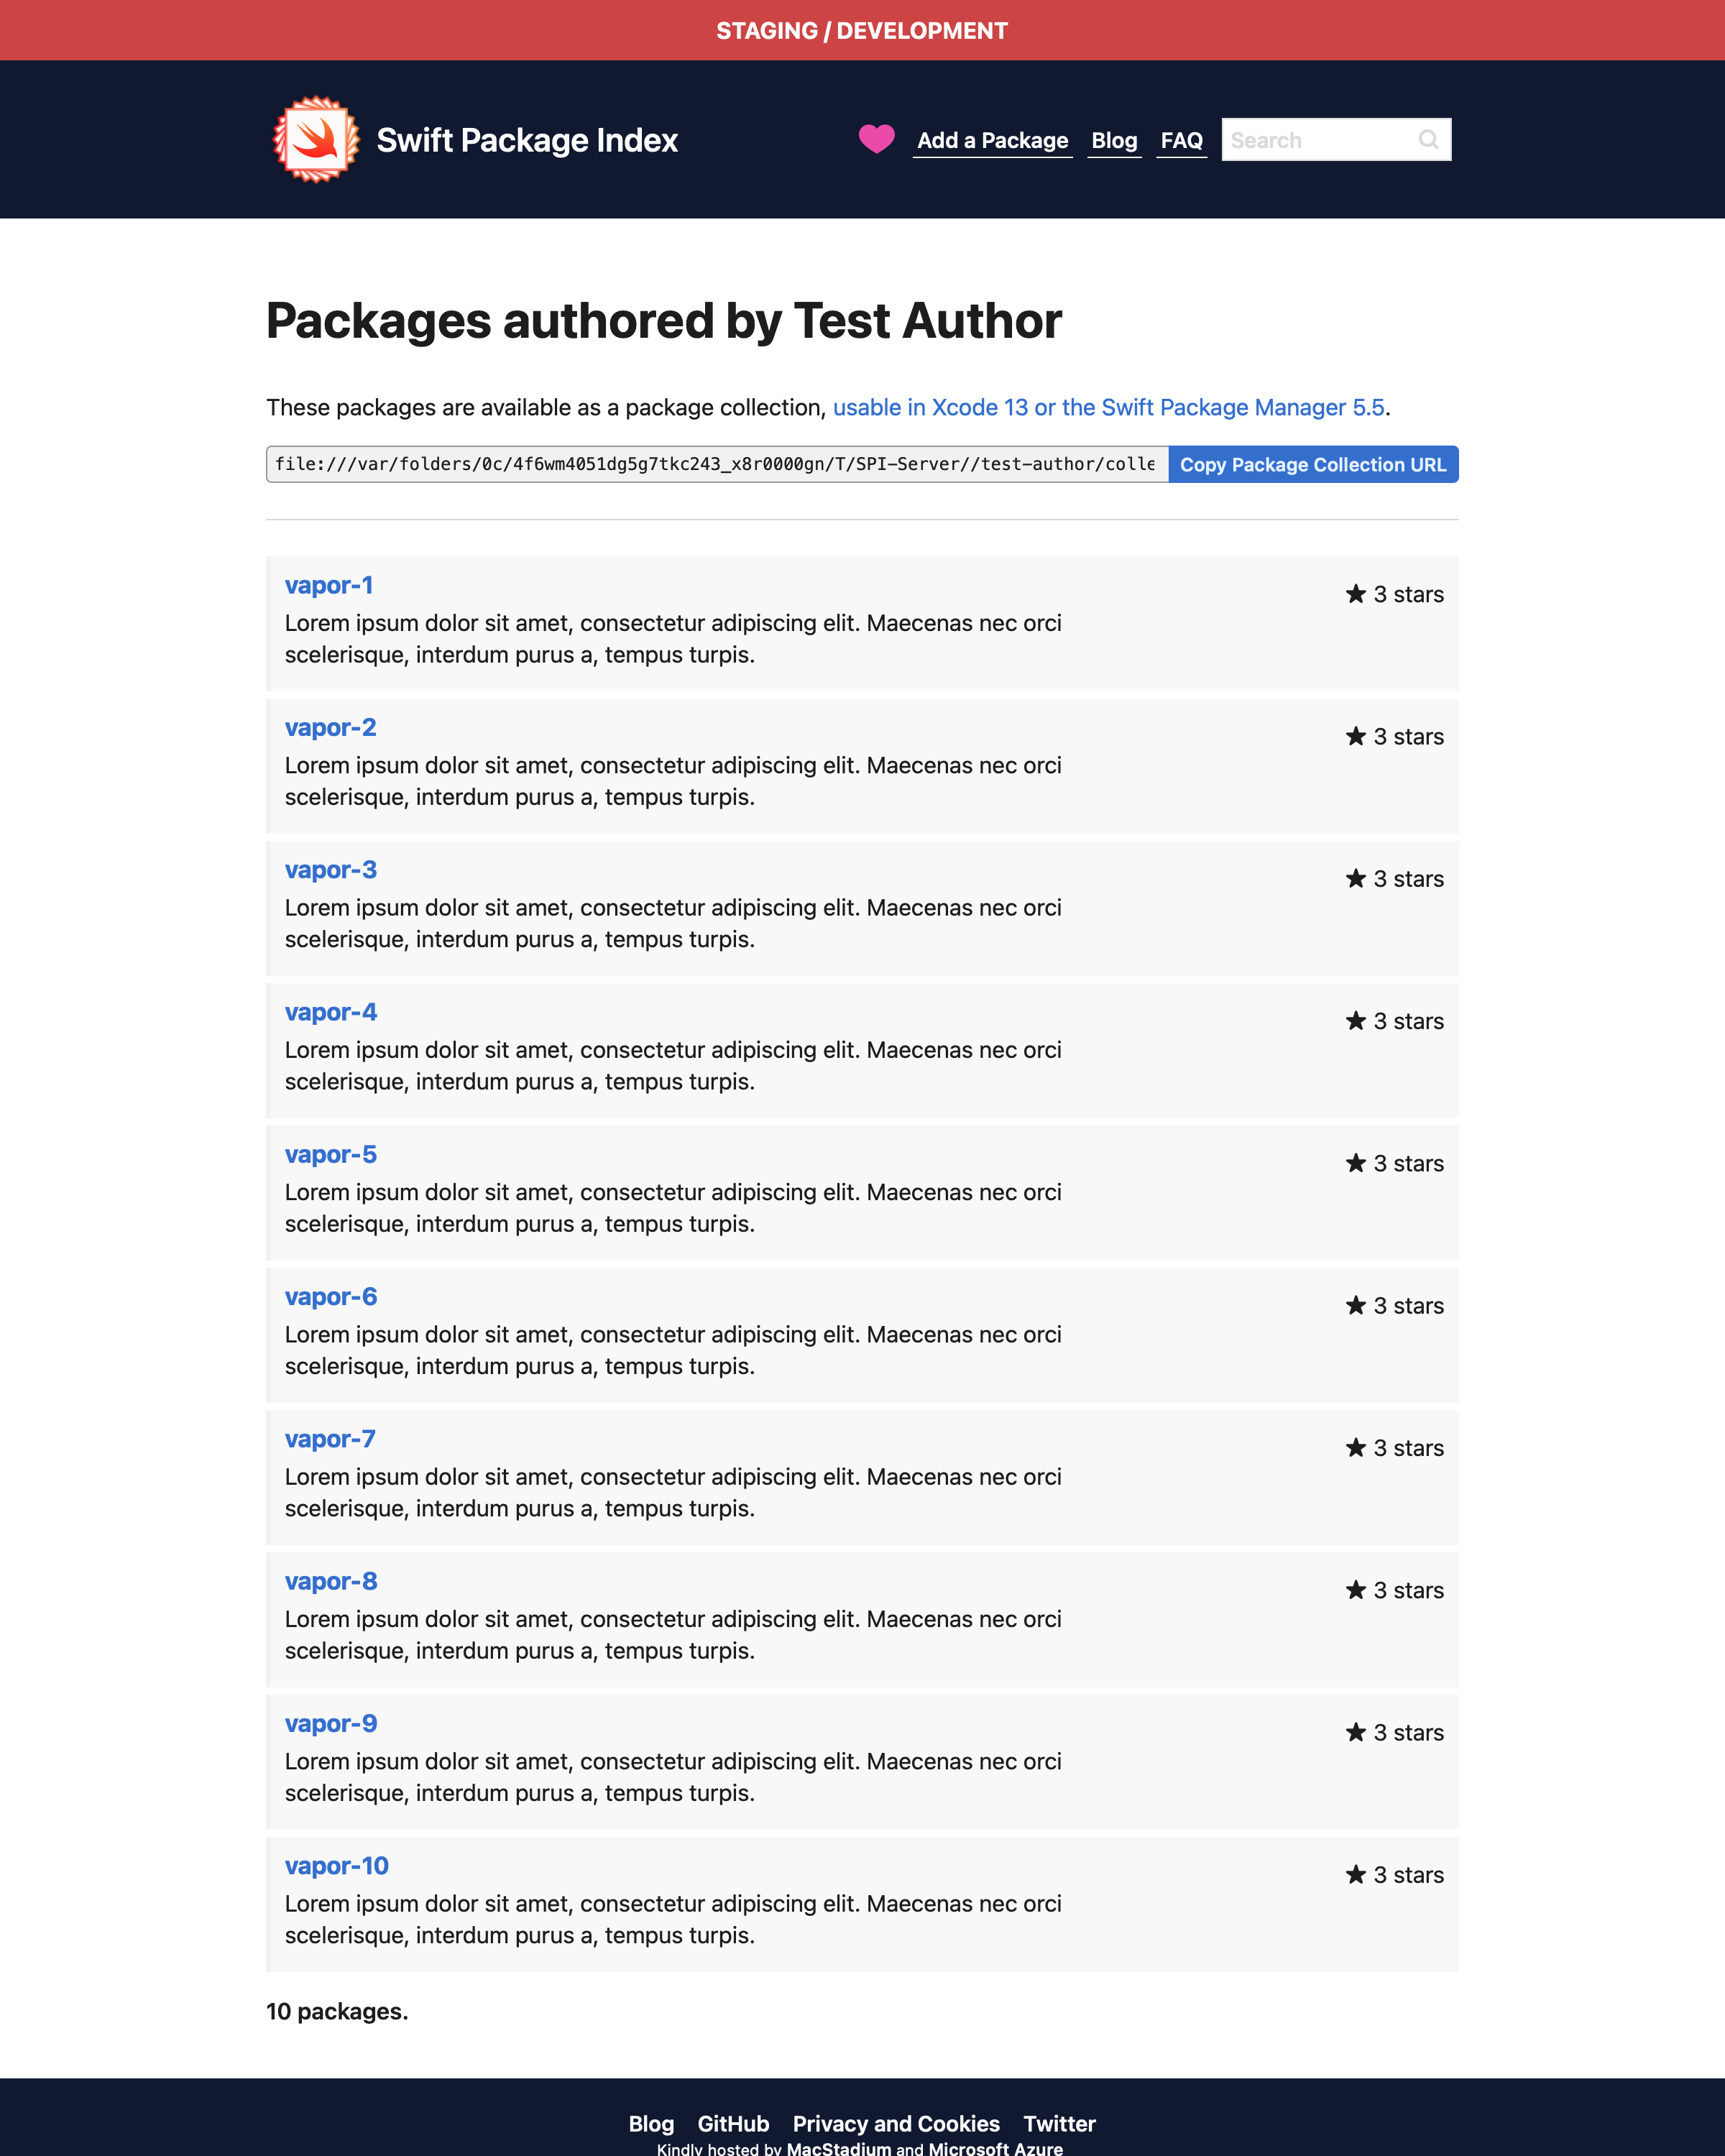 STAGING / DEVELOPMENT
Swift Package Index
Add a Package Blog FAQ Search
Packages authored by Test Author
These packages are available as a package collection, usable in Xcode 13 or the Swift Package Manager 5.5.
file:///var/folders/0c/4f6wm4051dg5g7tkc243_x8r0000gn/T/SPI-Server//test-author/colle Copy Package Collection URL
vapor-1
3 stars
Lorem ipsum dolor sit amet, consectetur adipiscing elit. Maecenas nec orci
scelerisque, interdum purus a, tempus turpis.
vapor-2
3 stars
Lorem ipsum dolor sit amet, consectetur adipiscing elit. Maecenas nec orci
scelerisque, interdum purus a, tempus turpis.
vapor-3
3 stars
Lorem ipsum dolor sit amet, consectetur adipiscing elit. Maecenas nec orci
scelerisque, interdum purus a, tempus turpis.
vapor-4
3 stars
Lorem ipsum dolor sit amet, consectetur adipiscing elit. Maecenas nec orci
scelerisque, interdum purus a, tempus turpis.
vapor-5
3 stars
Lorem ipsum dolor sit amet, consectetur adipiscing elit. Maecenas nec orci
scelerisque, interdum purus a, tempus turpis.
vapor-6
3 stars
Lorem ipsum dolor sit amet, consectetur adipiscing elit. Maecenas nec orci
scelerisque, interdum purus a, tempus turpis.
vapor-7
3 stars
Lorem ipsum dolor sit amet, consectetur adipiscing elit. Maecenas nec orci
scelerisque, interdum purus a, tempus turpis.
vapor-8
3 stars
Lorem ipsum dolor sit amet, consectetur adipiscing elit. Maecenas nec orci
scelerisque, interdum purus a, tempus turpis.
vapor-9
3 stars
Lorem ipsum dolor sit amet, consectetur adipiscing elit. Maecenas nec orci
scelerisque, interdum purus a, tempus turpis.
vapor-10
3 stars
Lorem ipsum dolor sit amet, consectetur adipiscing elit. Maecenas nec orci
scelerisque, interdum purus a, tempus turpis.
10 packages.
Blog GitHub Privacy and Cookies Twitter
Kindly hosted by MacStadium and Microsoft Azure